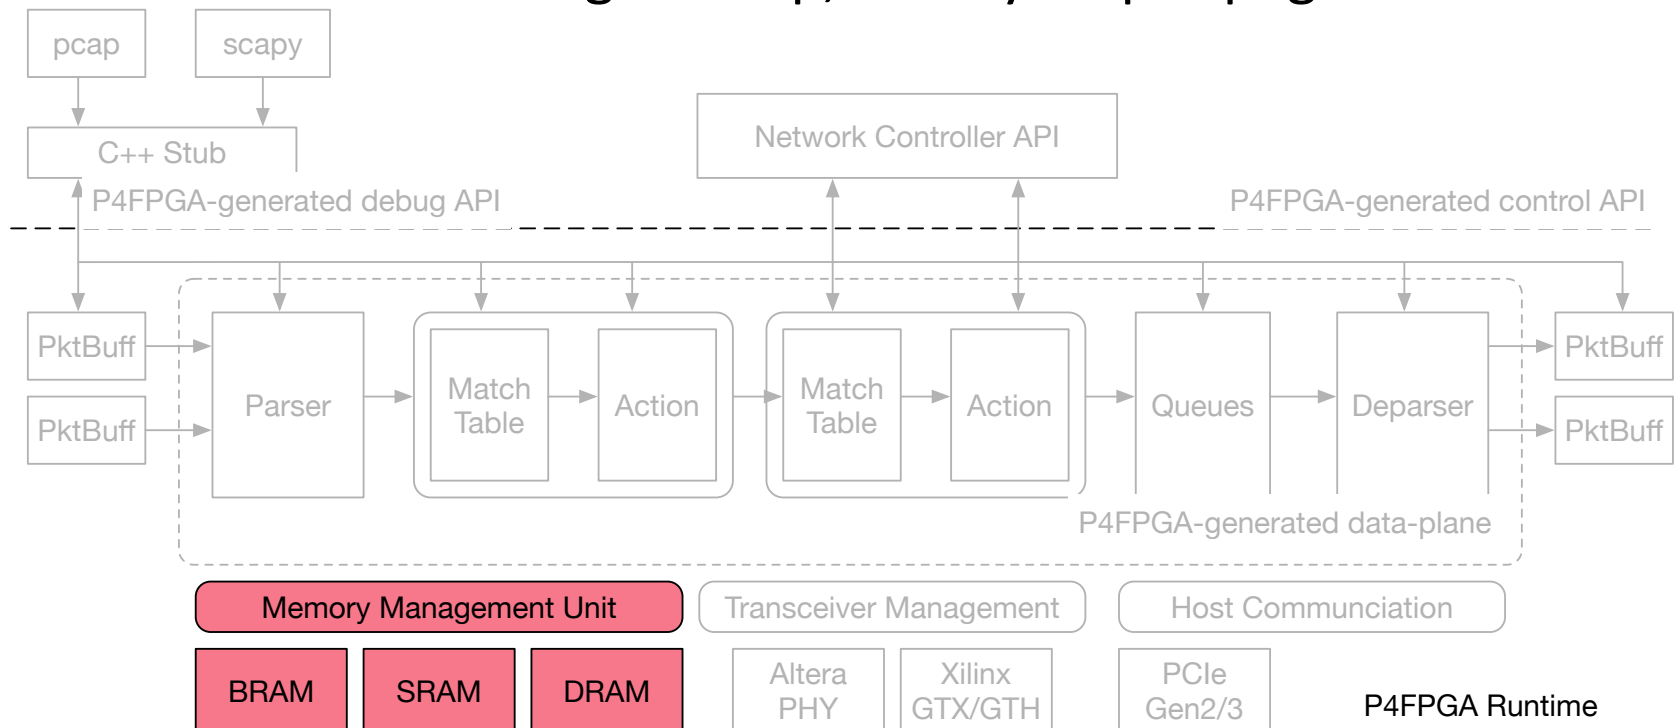 pcap
scapy
C++ Stub
Network Controller API
P4FPGA-generated debug API
P4FPGA-generated control API
PktBuff
PktBuff
Parser
Match
Table
Action
Match
Table
Action
Queues
Deparser
PktBuff
PktBuff
P4FPGA-generated data-plane
Memory Management Unit
Transceiver Management
Host Communciation
BRAM
SRAM
DRAM
Altera
PHY
Xilinx
GTX/GTH
PCIe
Gen2/3
P4FPGA Runtime